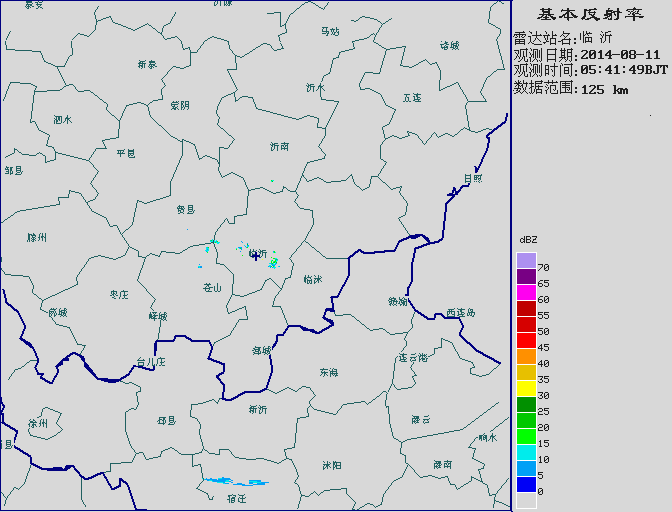 基本反射率
雷达站名:临 沂
观测日期:2014-08-11
观测时间:05:41:49BJT
数据范围:125 km
dBZ
70
65
60
55
50
45
40
35
30
25
20
15
10
5
0
泰安
马站
诸城
新泰
沂水
蒙阴
五莲
泗水
沂南
平邑
邹县
日照
费县
滕州
临沂
临沭
苍山
枣庄
赣榆
峄城
西连岛
郯城
台儿庄
连云港
东海
新沂
邳县
徐州
灌云
响水
沭阳
灌南
宿迁